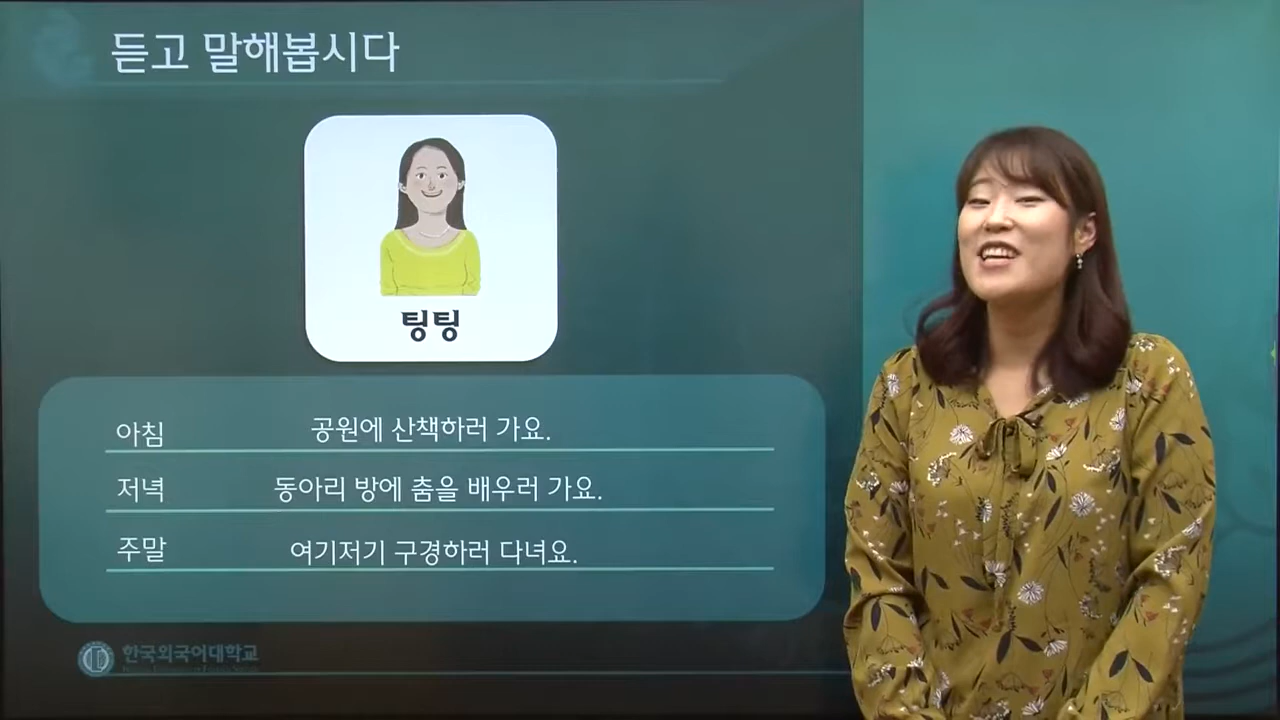 듣고 말해봅시다
팅팅
아침 공원에 산책하러 가요.
저녁 동아리 방에 춤을 배우러 가요.
주말 여기저기 구경하러 다녀요.
한국외국어대학교